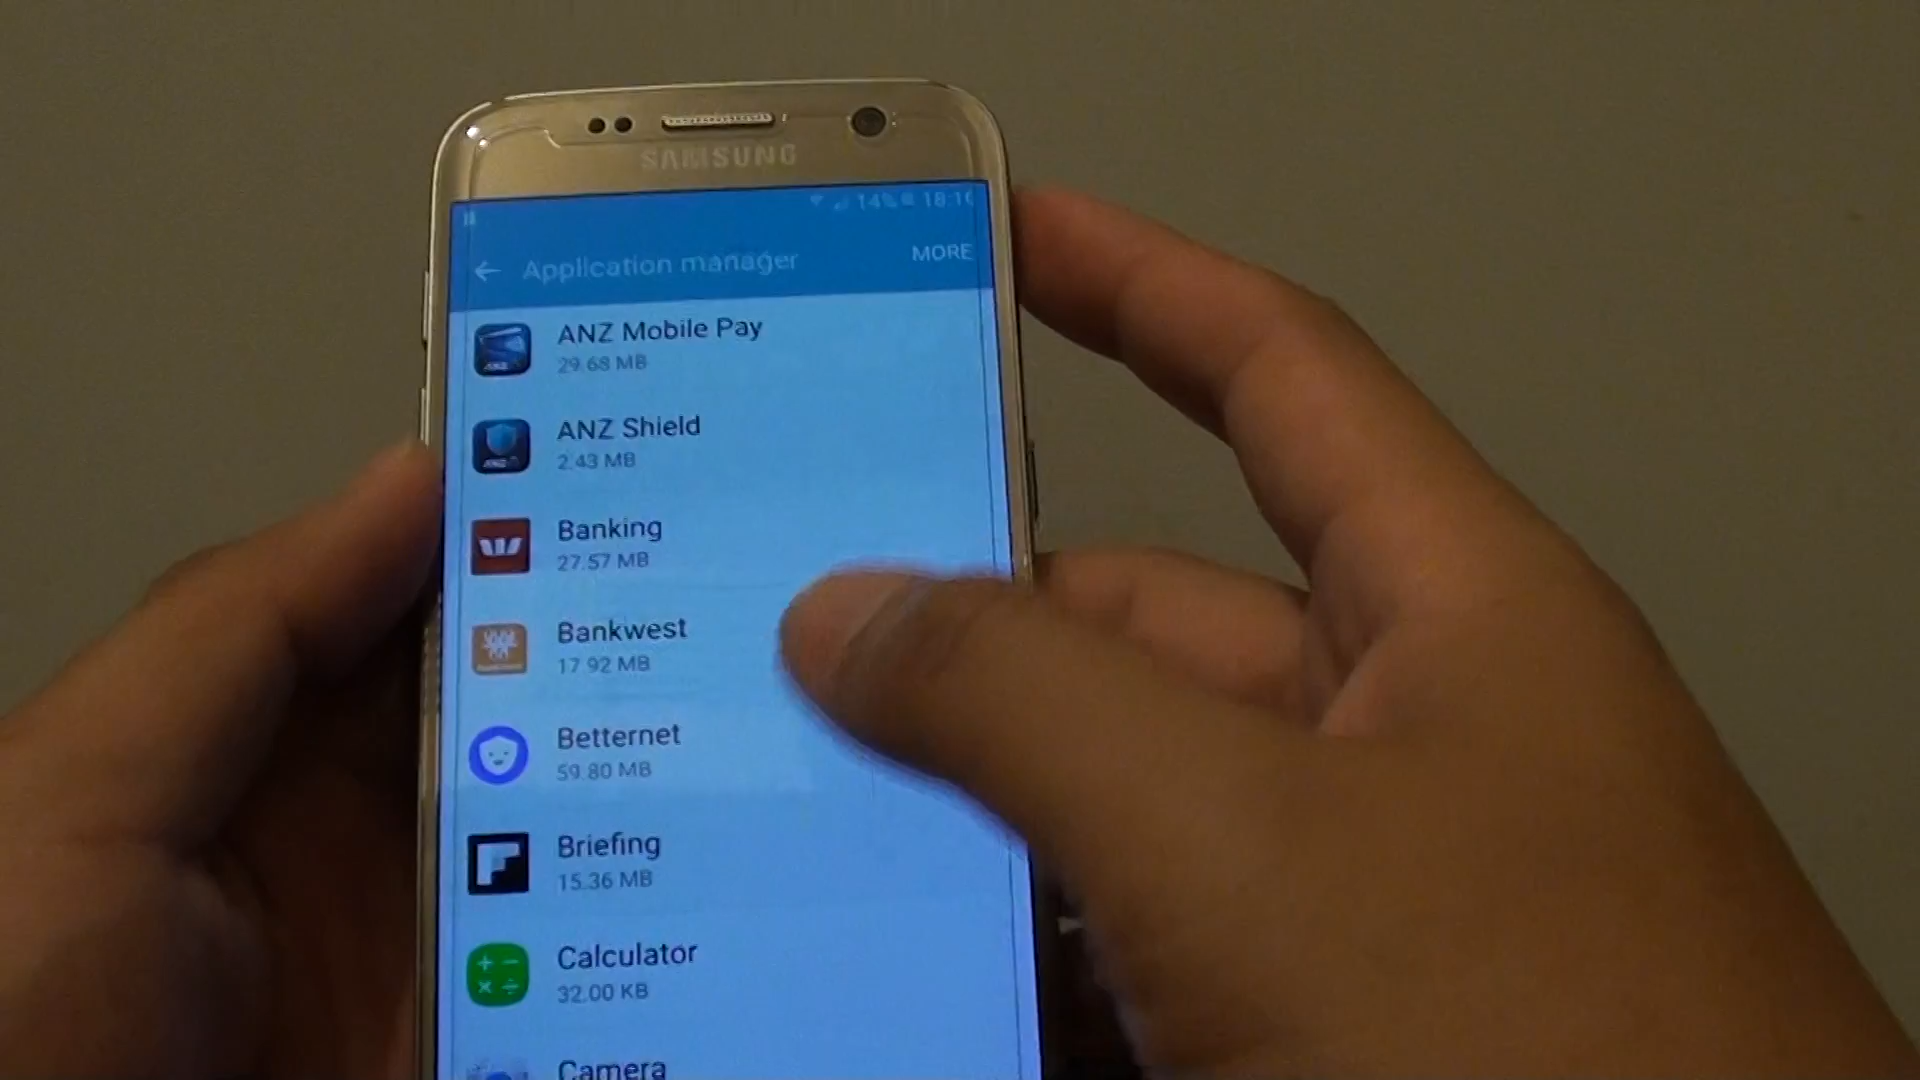 SAMSUNG
14% 18:16
Application manager
MORE
ANZ Mobile Pay
29.68 MB
ANZ Shield
2.43 MB
Banking
27.57 MB
Bankwest
17.92 MB
Betternet
59.80 MB
Briefing
15.36 MB
Calculator
32.00 KB
Camera